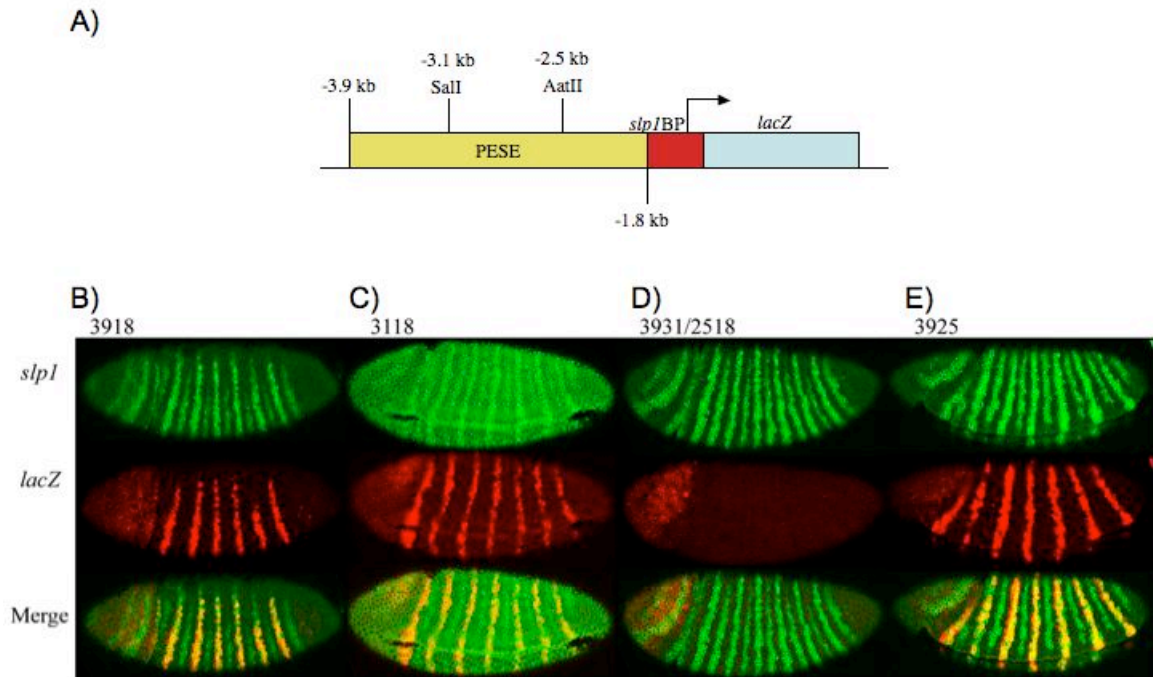 A)
-3.9 kb
-3.1 kb
SalI
-2.5 kb
AatII
slp1BP
lacZ
PESE
-1.8 kb
B)
C)
D)
E)
3918
3118
3931/2518
3925
slp1
lacZ
Merge